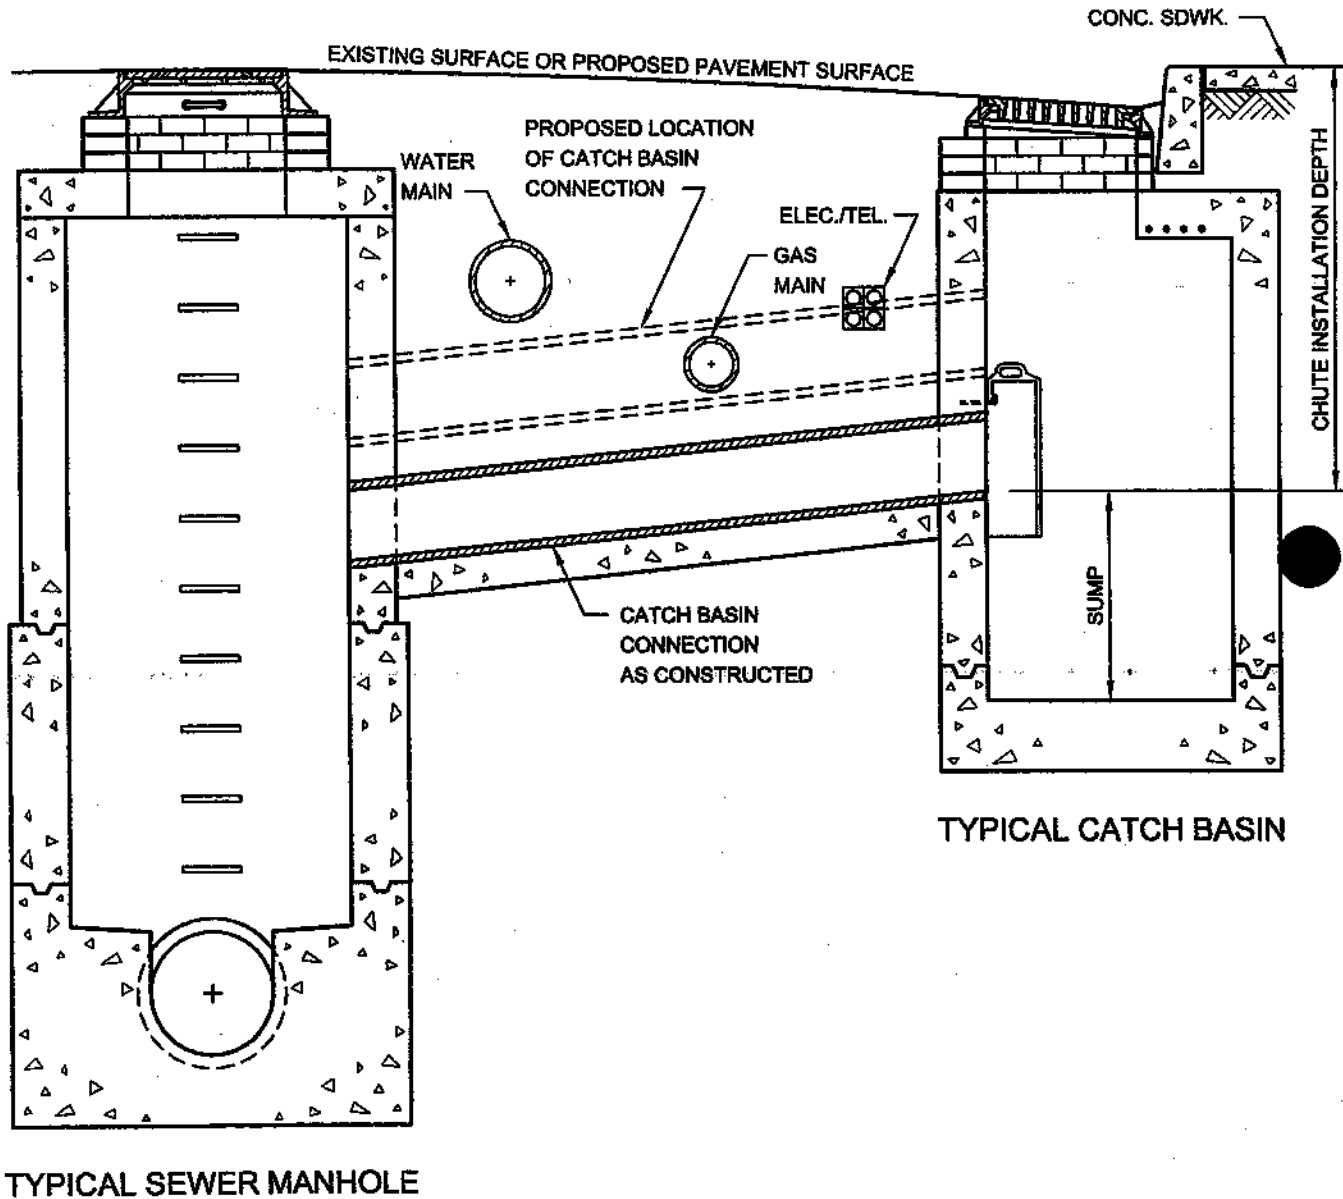 CONC. SDWK.
EXISTING SURFACE OR PROPOSED PAVEMENT SURFACE
PROPOSED LOCATION
OF CATCH BASIN
CONNECTION
WATER
MAIN
ELEC./TEL.
GAS
MAIN
CHUTE INSTALLATION DEPTH
SUMP
CATCH BASIN
CONNECTION
AS CONSTRUCTED
TYPICAL CATCH BASIN
TYPICAL SEWER MANHOLE